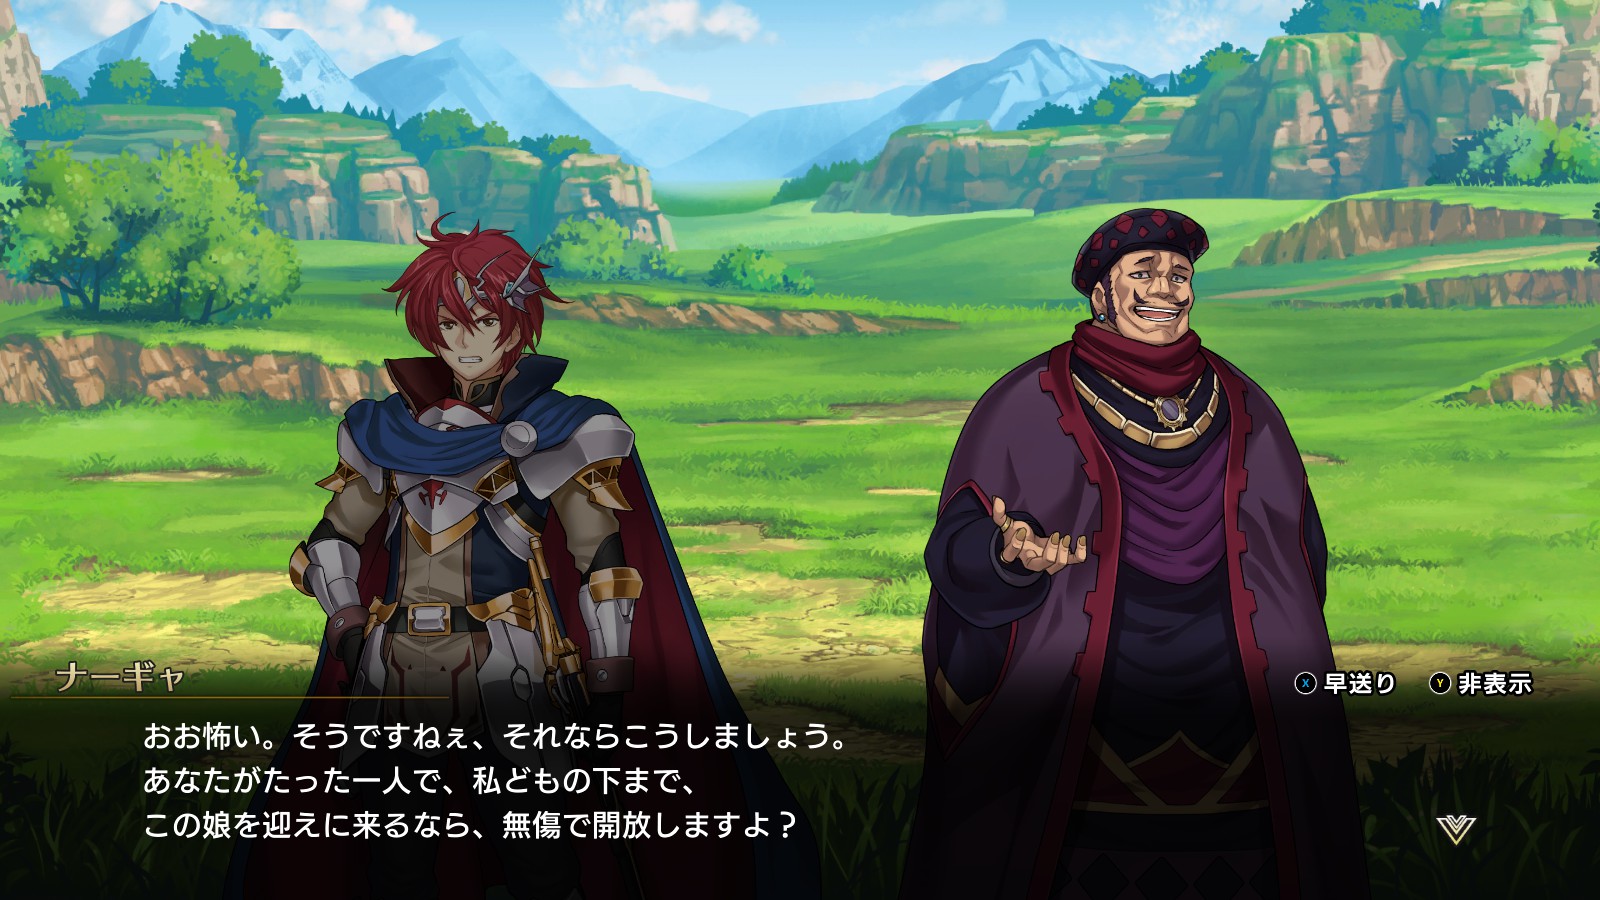 ナーギャ
X 早送り Y 非表示
おお怖い。そうですねぇ、それならこうしましょう。
あなたがたった一人で、私どもの下まで、
この娘を迎えに来るなら、無傷で開放しますよ？